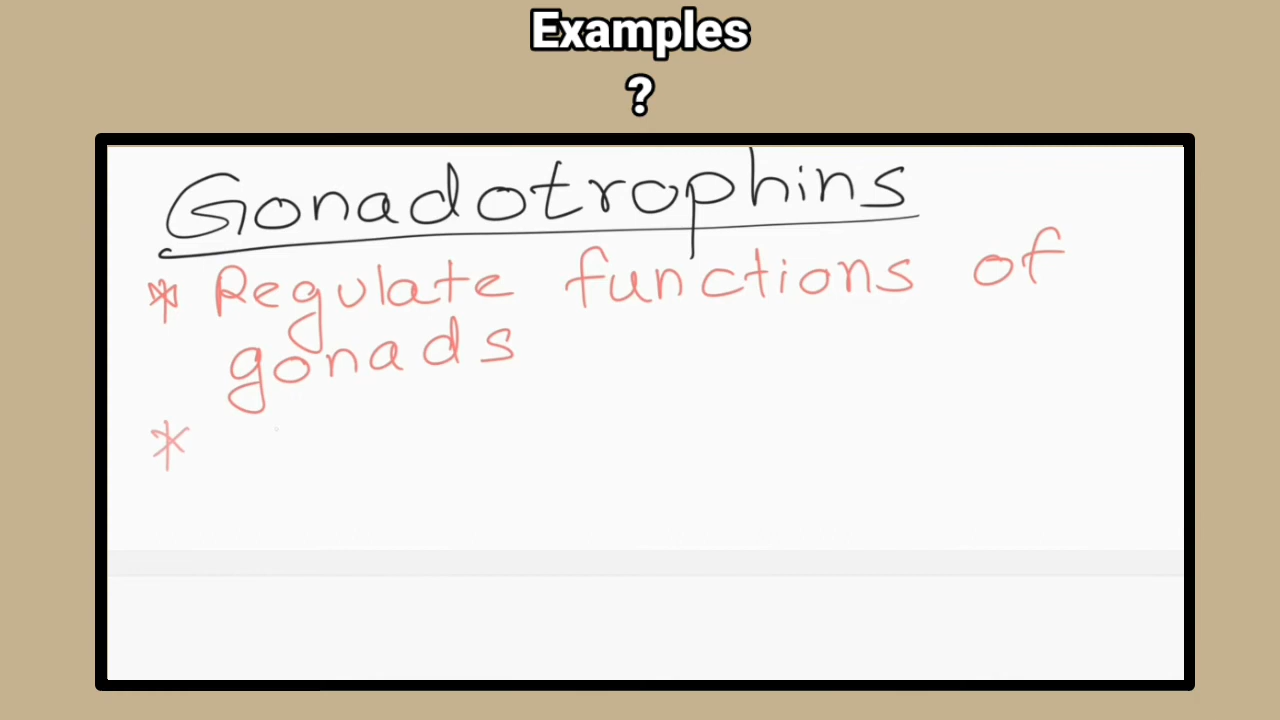 Examples
?
Gonadotrophins
* Regulate functions of
gonads
*